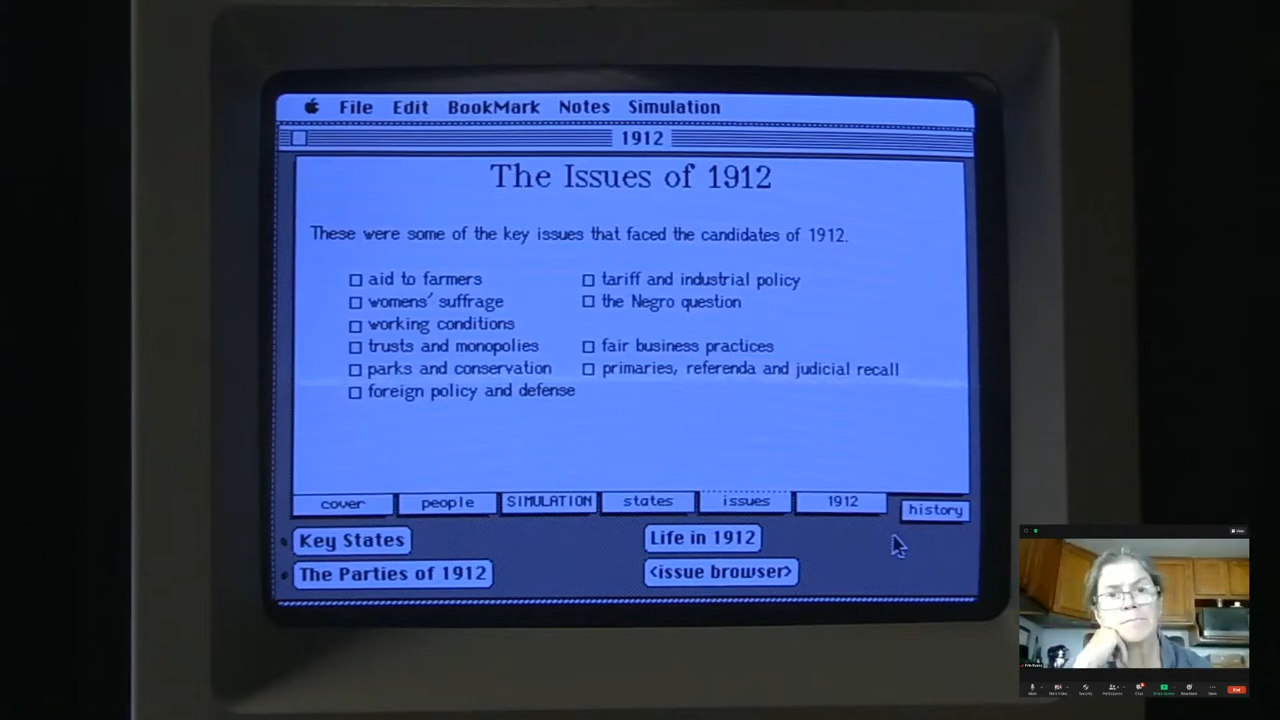 File Edit BookMark Notes Simulation
1912
The Issues of 1912
These were some of the key issues that faced the candidates of 1912.
aid to farmers
womens' suffrage
working conditions
trusts and monopolies
parks and conservation
foreign policy and defense
tariff and industrial policy
the Negro question
fair business practices
primaries, referenda and judicial recall
cover people SIMULATION states issues 1912 history
Key States
Life in 1912
The Parties of 1912
<issue browser>